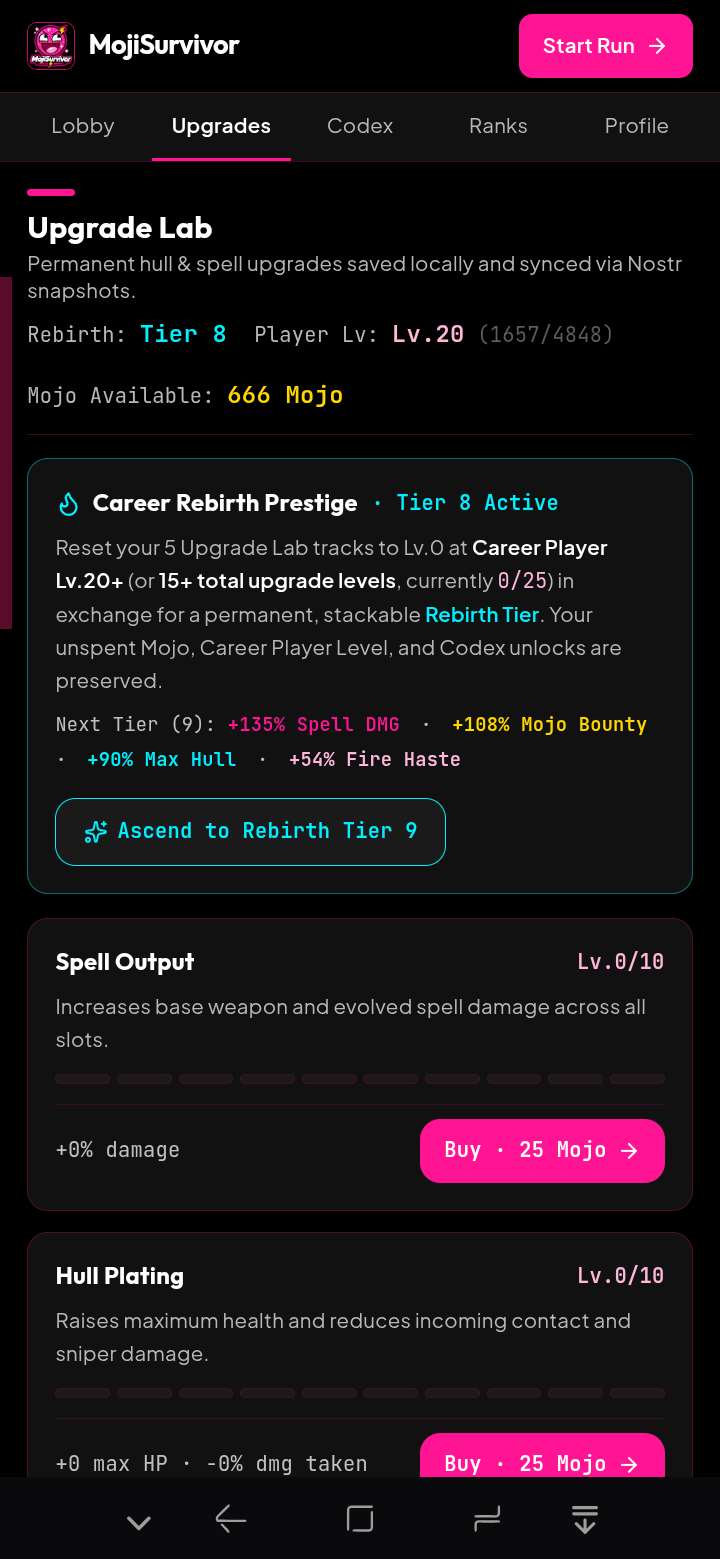 MojiSurvivor
MojiSurvivor
Start Run
Lobby
Upgrades
Codex
Ranks
Profile
Upgrade Lab
Permanent hull & spell upgrades saved locally and synced via Nostr
snapshots.
Rebirth: Tier 8 Player Lv: Lv.20 (1657/4848)
Mojo Available: 666 Mojo
Career Rebirth Prestige · Tier 8 Active
Reset your 5 Upgrade Lab tracks to Lv.0 at Career Player
Lv.20+ (or 15+ total upgrade levels, currently 0/25) in
exchange for a permanent, stackable Rebirth Tier. Your
unspent Mojo, Career Player Level, and Codex unlocks are
preserved.
Next Tier (9): +135% Spell DMG · +108% Mojo Bounty
· +90% Max Hull · +54% Fire Haste
Ascend to Rebirth Tier 9
Spell Output
Lv.0/10
Increases base weapon and evolved spell damage across all
slots.
+0% damage
Buy · 25 Mojo
Hull Plating
Lv.0/10
Raises maximum health and reduces incoming contact and
sniper damage.
+0 max HP · -0% dmg taken
Buy · 25 Mojo